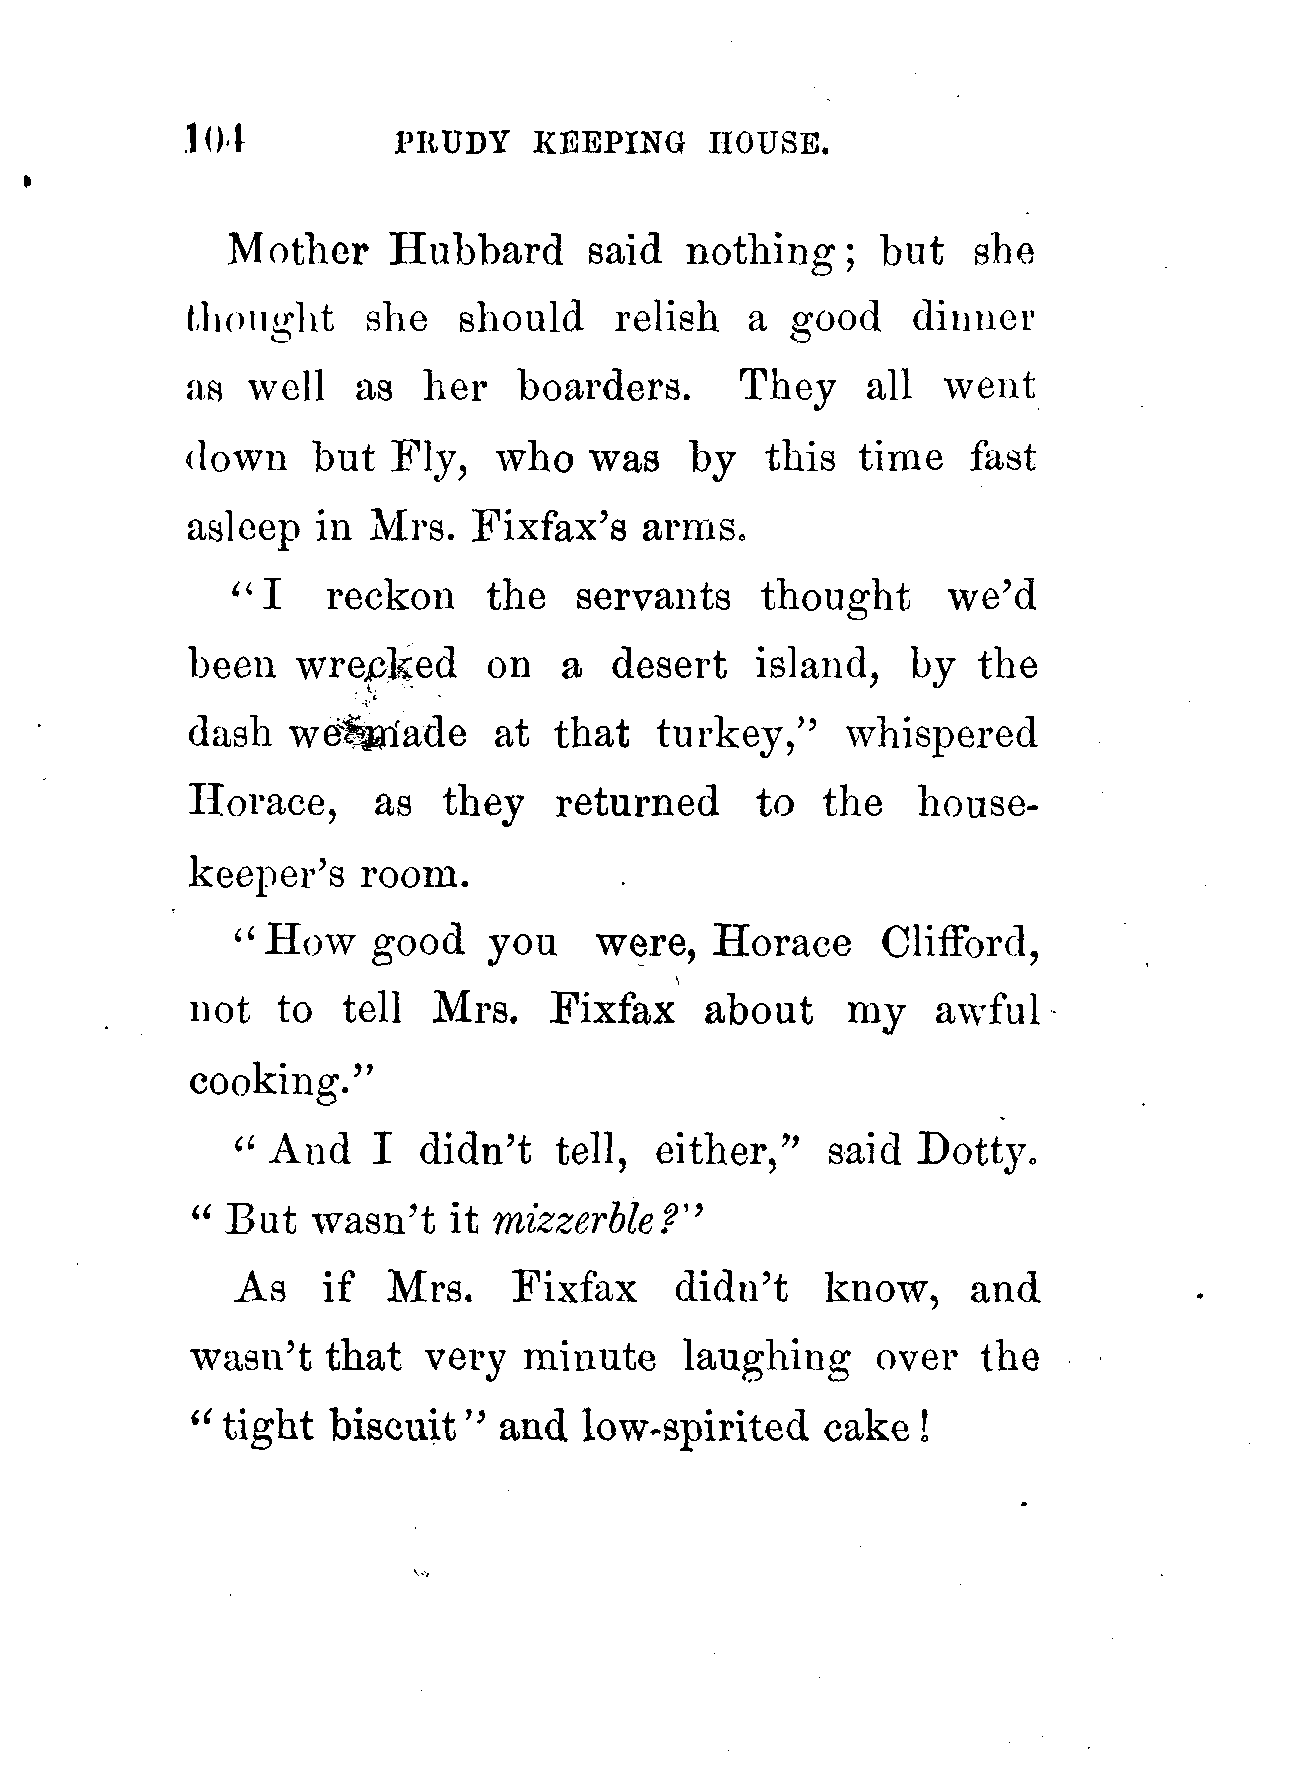 104 PRUDY KEEPING HOUSE.
Mother Hubbard said nothing; but she
thought she should relish a good dinner
as well as her boarders. They all went
down but Fly, who was by this time fast
asleep in Mrs. Fixfax's arms.
"I reckon the servants thought we'd
been wrecked on a desert island, by the
dash we made at that turkey," whispered
Horace, as they returned to the house-
keeper's room.
"How good you were, Horace Clifford,
not to tell Mrs. Fixfax about my awful
cooking."
"And I didn't tell, either," said Dotty.
"But wasn't it mizzerble?"
As if Mrs. Fixfax didn't know, and
wasn't that very minute laughing over the
"tight biscuit" and low-spirited cake!